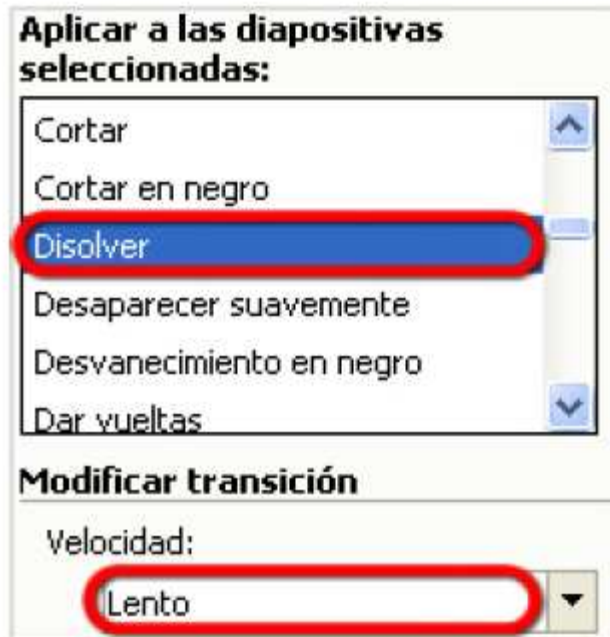 Aplicar a las diapositivas
seleccionadas:
Cortar
Cortar en negro
Disolver
Desaparecer suavemente
Desvanecimiento en negro
Dar vueltas
Modificar transición
Velocidad:
Lento